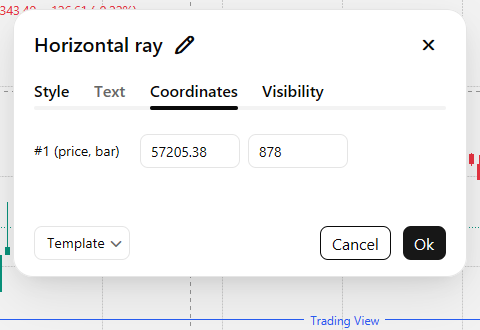 Horizontal ray
Style Text Coordinates Visibility
#1 (price, bar) 57205.38 878
Template Cancel Ok
Trading View